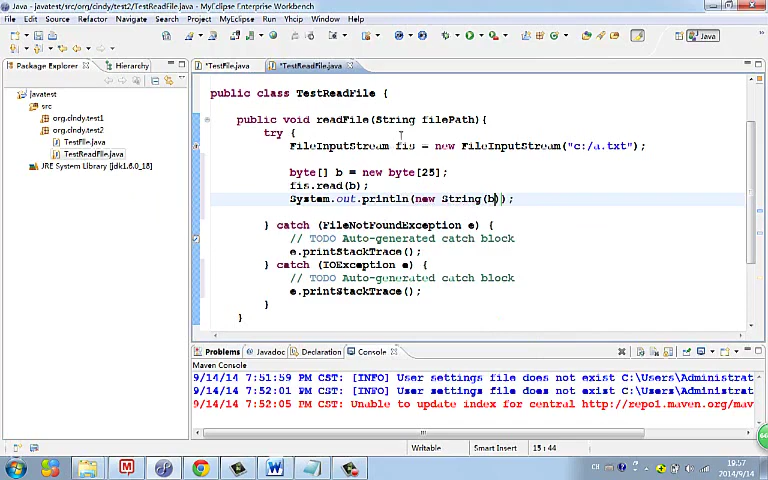 Java - javatest/src/org/cindy/test2/TestReadFile.java - MyEclipse Enterprise Workbench
File Edit Source Refactor Navigate Search Project MyEclipse Run Yhcip Window Help
Java
Package Explorer Hierarchy
*TestFile.java *TestReadFile.java
javatest
src
org.cindy.test1
org.cindy.test2
TestFile.java
TestReadFile.java
JRE System Library [jdk1.6.0_18]
public class TestReadFile {
public void readFile(String filePath){
try {
FileInputStream fis = new FileInputStream("c:/a.txt");
byte[] b = new byte[25];
fis.read(b);
System.out.println(new String(b));
} catch (FileNotFoundException e) {
// TODO Auto-generated catch block
e.printStackTrace();
} catch (IOException e) {
// TODO Auto-generated catch block
e.printStackTrace();
}
}
Problems Javadoc Declaration Console
Maven Console
9/14/14 7:51:59 PM CST: [INFO] User settings file does not exist C:\Users\Administrat
9/14/14 7:52:01 PM CST: [INFO] User settings file does not exist C:\Users\Administrat
9/14/14 7:52:05 PM CST: Unable to update index for central http://repo1.maven.org/mav
Writable Smart Insert 15 : 44
CH
19:57
2014/9/14